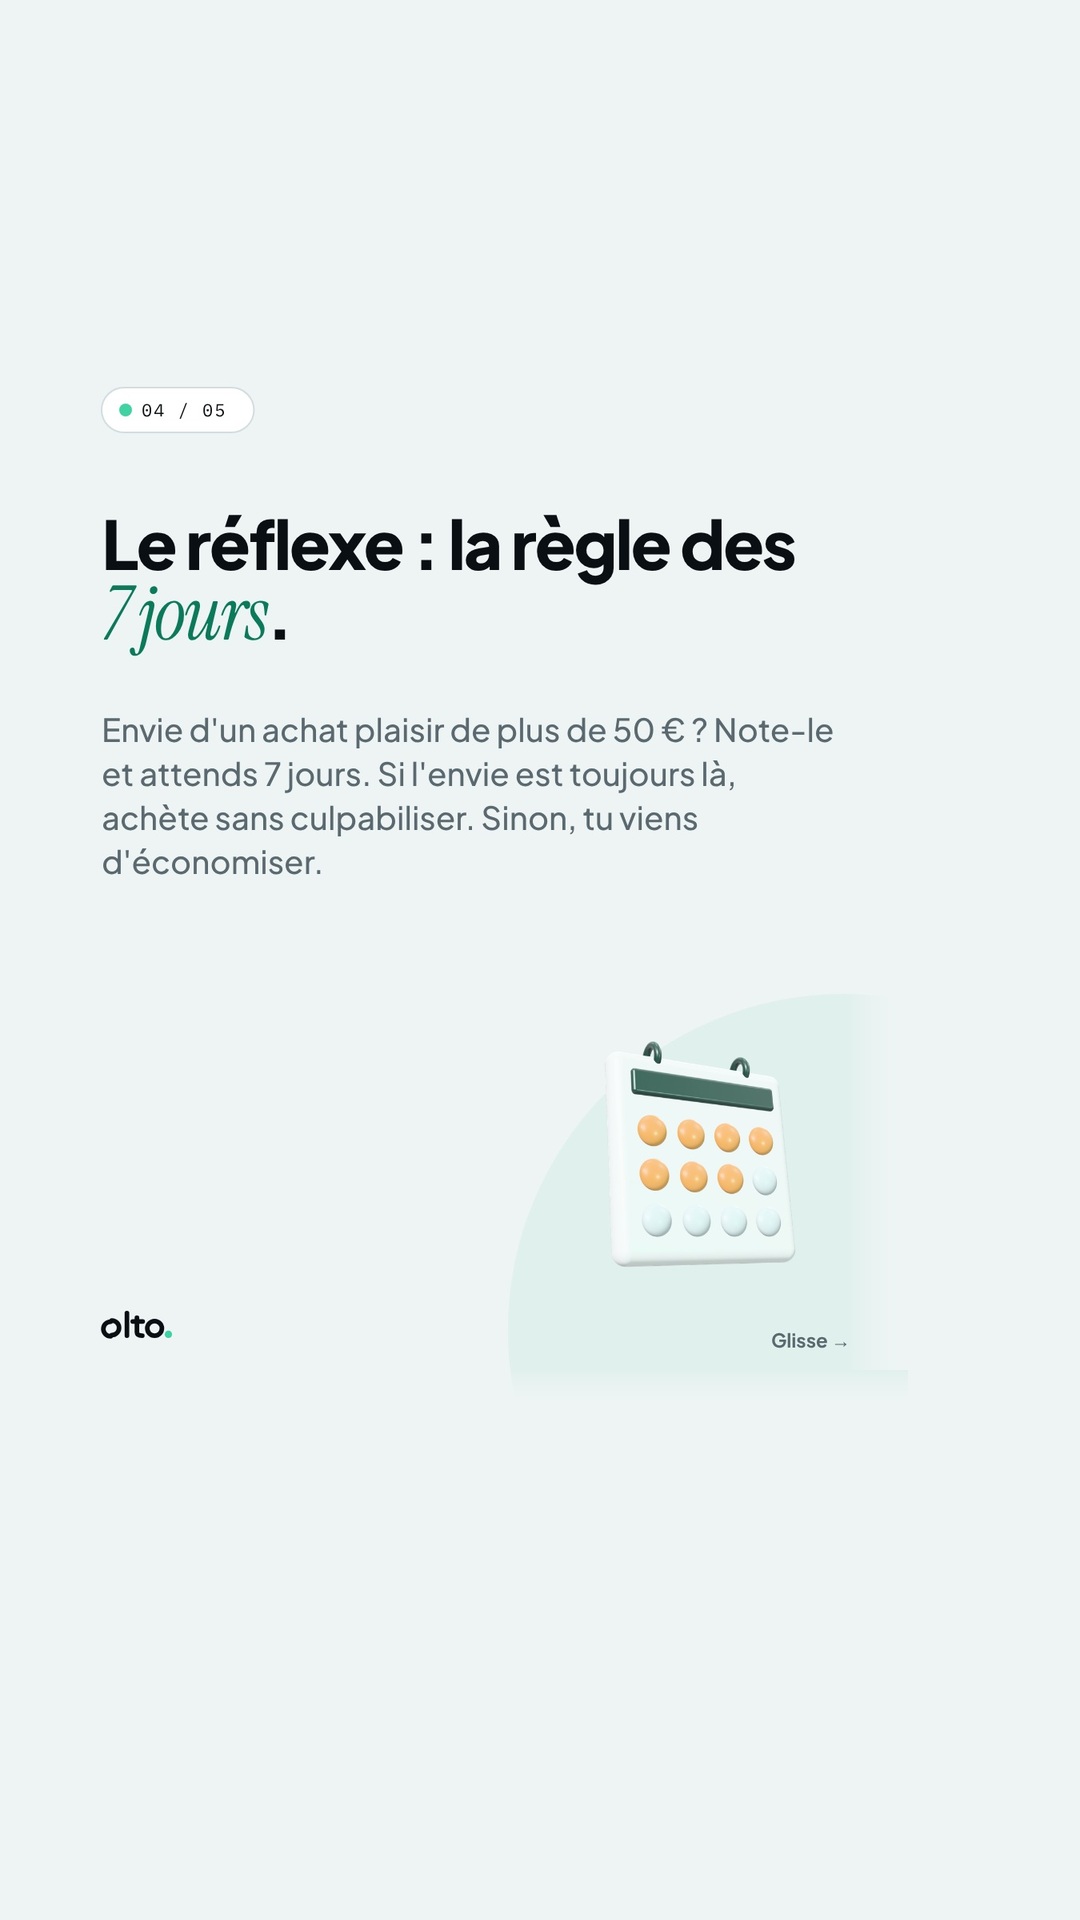 04 / 05
Le réflexe : la règle des
7 jours.
Envie d'un achat plaisir de plus de 50 € ? Note-le
et attends 7 jours. Si l'envie est toujours là,
achète sans culpabiliser. Sinon, tu viens
d'économiser.
olto.
Glisse →